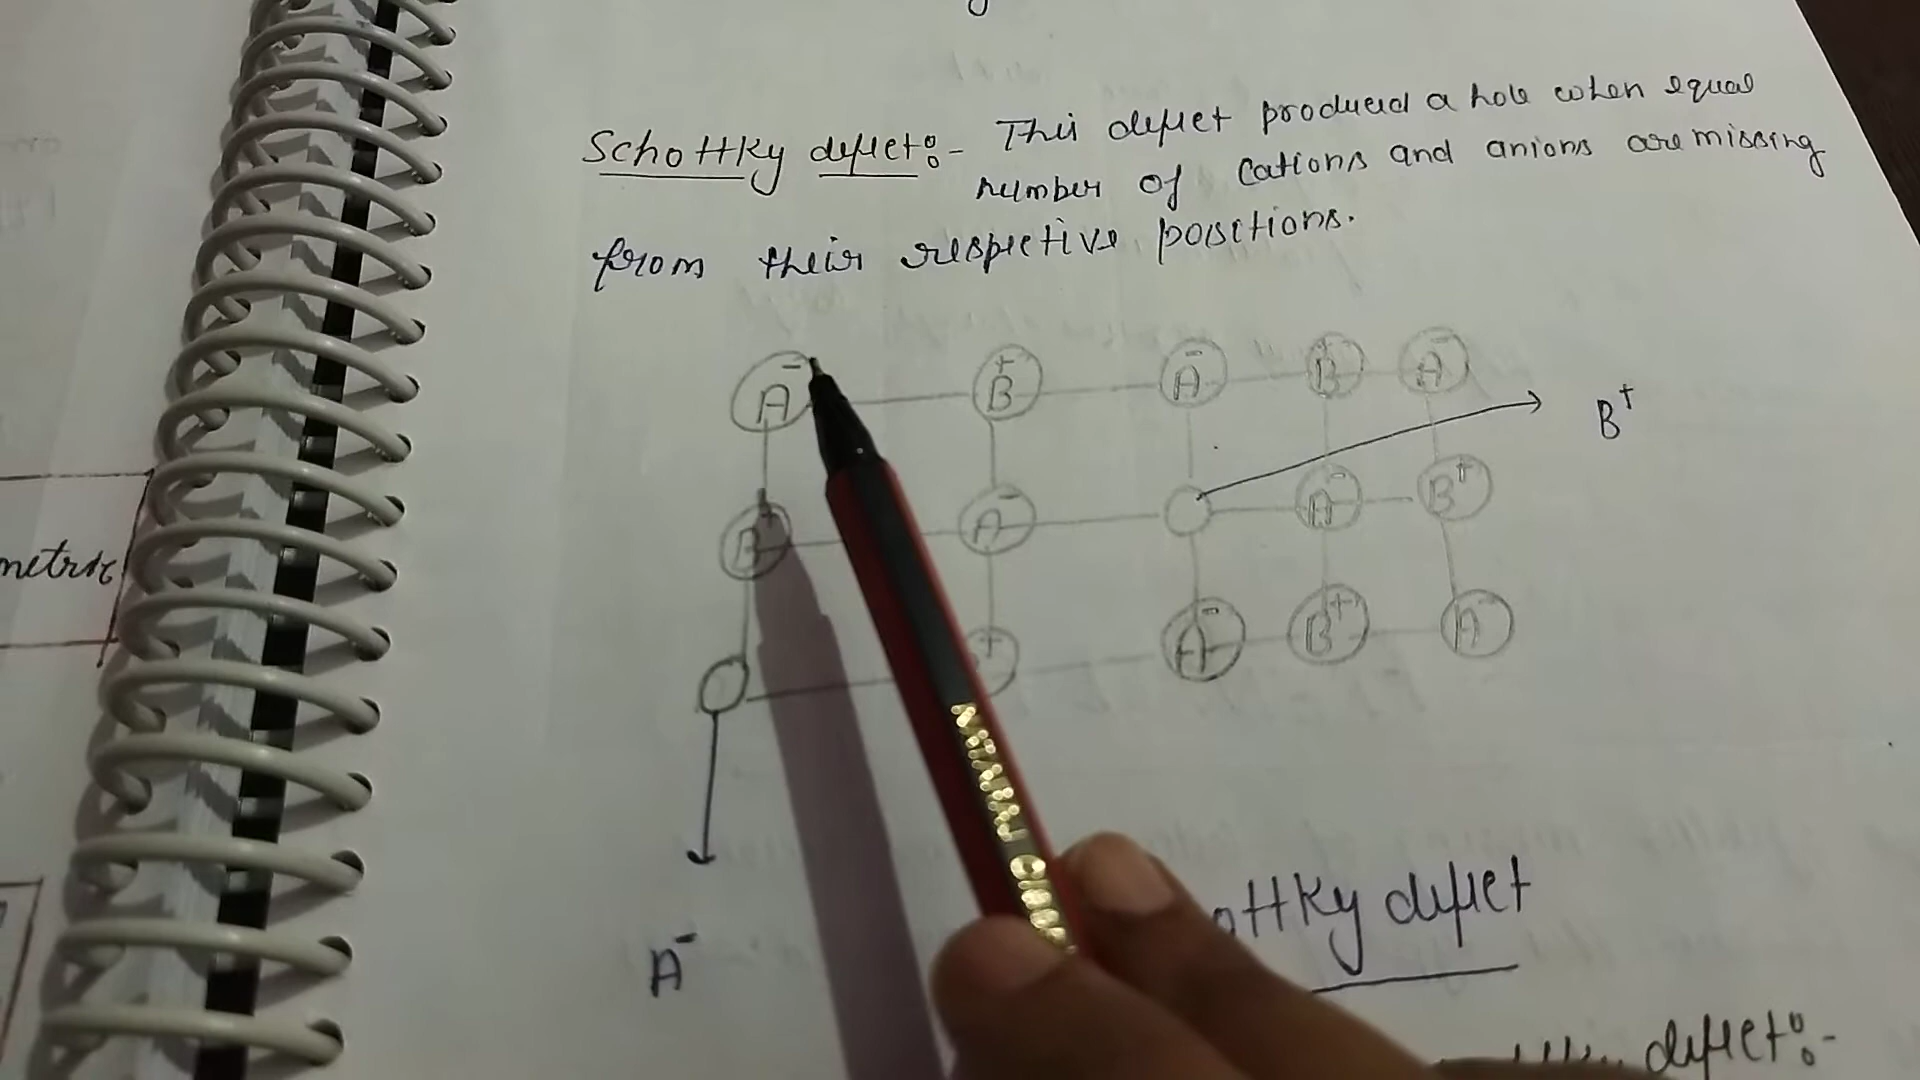 Schottky defect:- This defect produced a hole when equal
number of cations and anions are missing
from their respective positions.
A⁻ B⁺ A⁻ B⁺ A⁻
B⁺
B⁺ A⁻ A⁻ B⁺
⁺ A⁻ B⁺ A⁻
A⁻
ottky defect
defect:-
metric